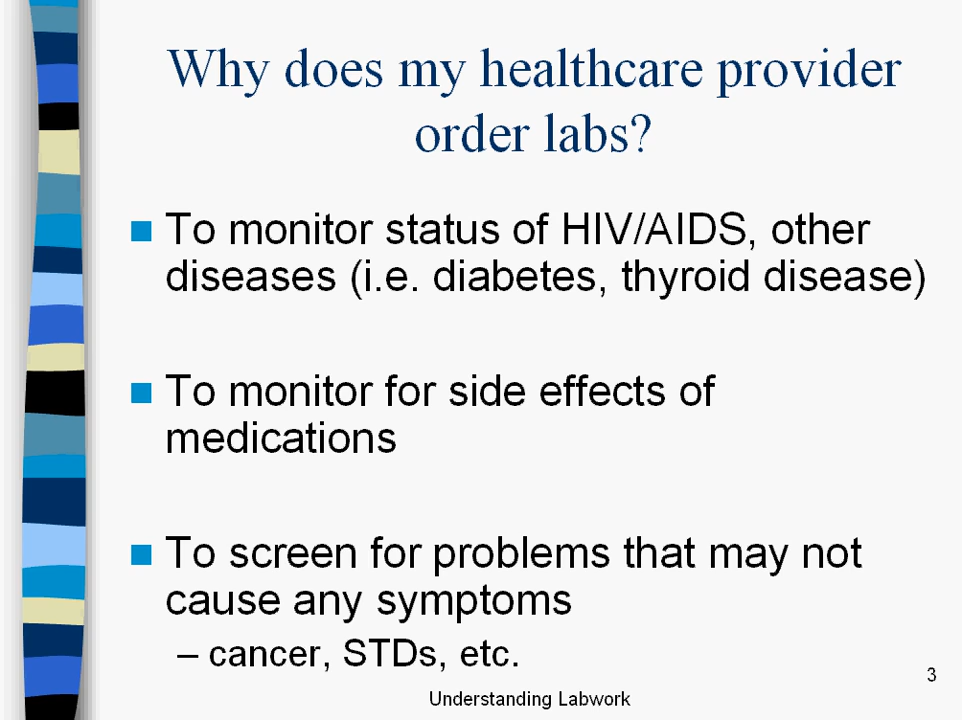 Why does my healthcare provider
order labs?
To monitor status of HIV/AIDS, other
diseases (i.e. diabetes, thyroid disease)
To monitor for side effects of
medications
To screen for problems that may not
cause any symptoms
– cancer, STDs, etc.
3
Understanding Labwork